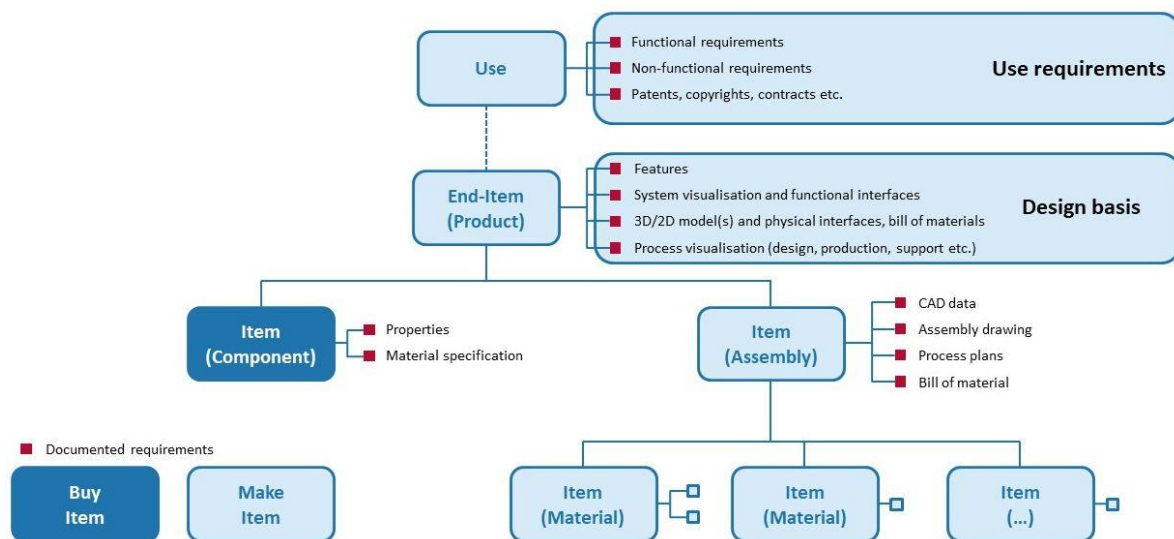 Use
Functional requirements
Non-functional requirements
Patents, copyrights, contracts etc.
Use requirements
End-Item
(Product)
Features
System visualisation and functional interfaces
3D/2D model(s) and physical interfaces, bill of materials
Process visualisation (design, production, support etc.)
Design basis
Item
(Component)
Properties
Material specification
Item
(Assembly)
CAD data
Assembly drawing
Process plans
Bill of material
Documented requirements
Buy
Item
Make
Item
Item
(Material)
Item
(Material)
Item
(...)